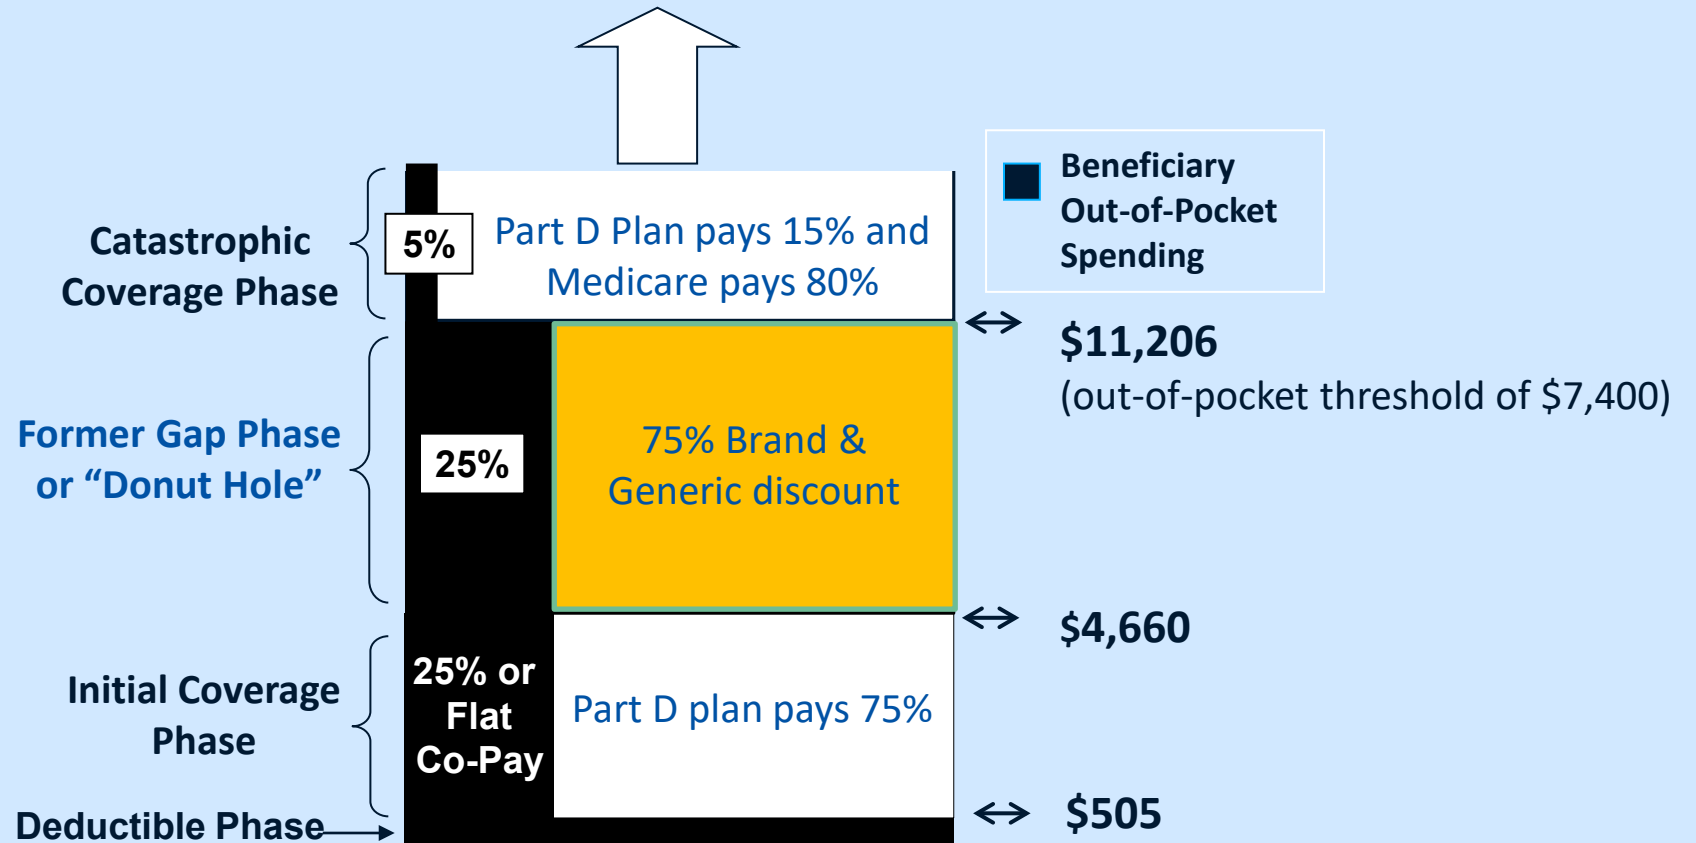 Beneficiary
Out-of-Pocket
Spending
Catastrophic
Coverage Phase
5%
Part D Plan pays 15% and
Medicare pays 80%
$11,206
(out-of-pocket threshold of $7,400)
Former Gap Phase
or “Donut Hole”
25%
75% Brand &
Generic discount
$4,660
Initial Coverage
Phase
25% or
Flat
Co-Pay
Part D plan pays 75%
Deductible Phase
$505